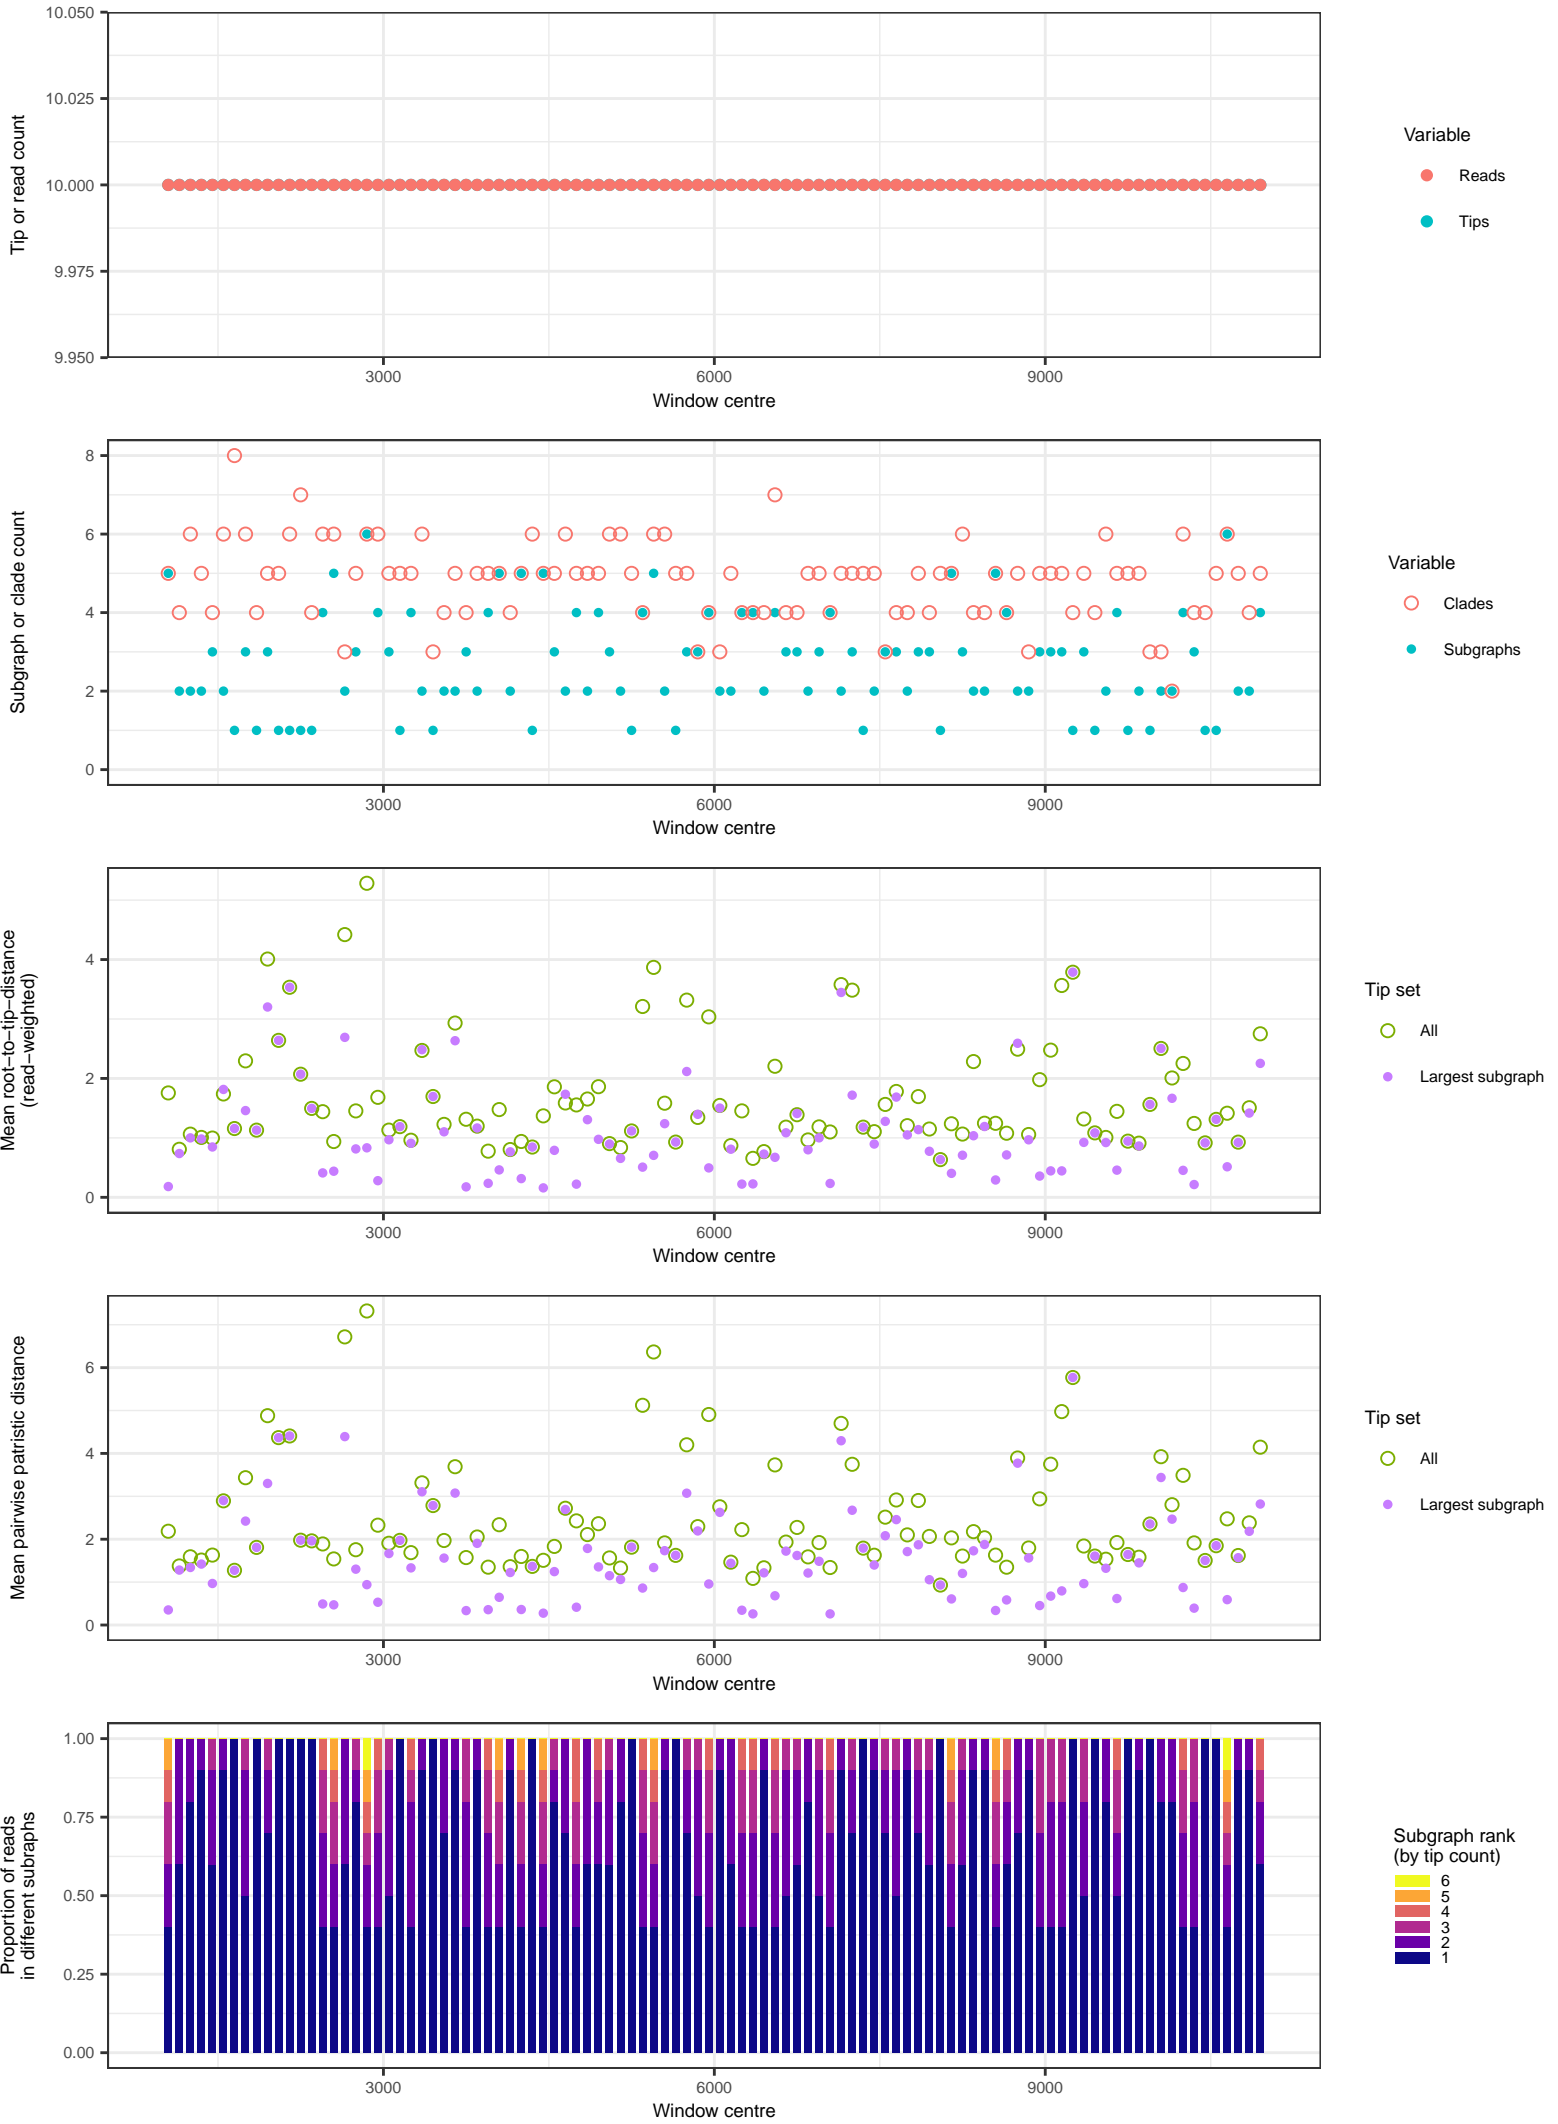 10.050
10.025
10.000
9.975
9.950
Tip or read count
3000 6000 9000
Window centre
Variable
Reads
Tips
8
6
4
2
0
Subgraph or clade count
3000 6000 9000
Window centre
Variable
Clades
Subgraphs
4
2
0
Mean root−to−tip−distance
(read−weighted)
3000 6000 9000
Window centre
Tip set
All
Largest subgraph
6
4
2
0
Mean pairwise patristic distance
3000 6000 9000
Window centre
Tip set
All
Largest subgraph
1.00
0.75
0.50
0.25
0.00
Proportion of reads
in different subraphs
3000 6000 9000
Window centre
Subgraph rank
(by tip count)
6
5
4
3
2
1